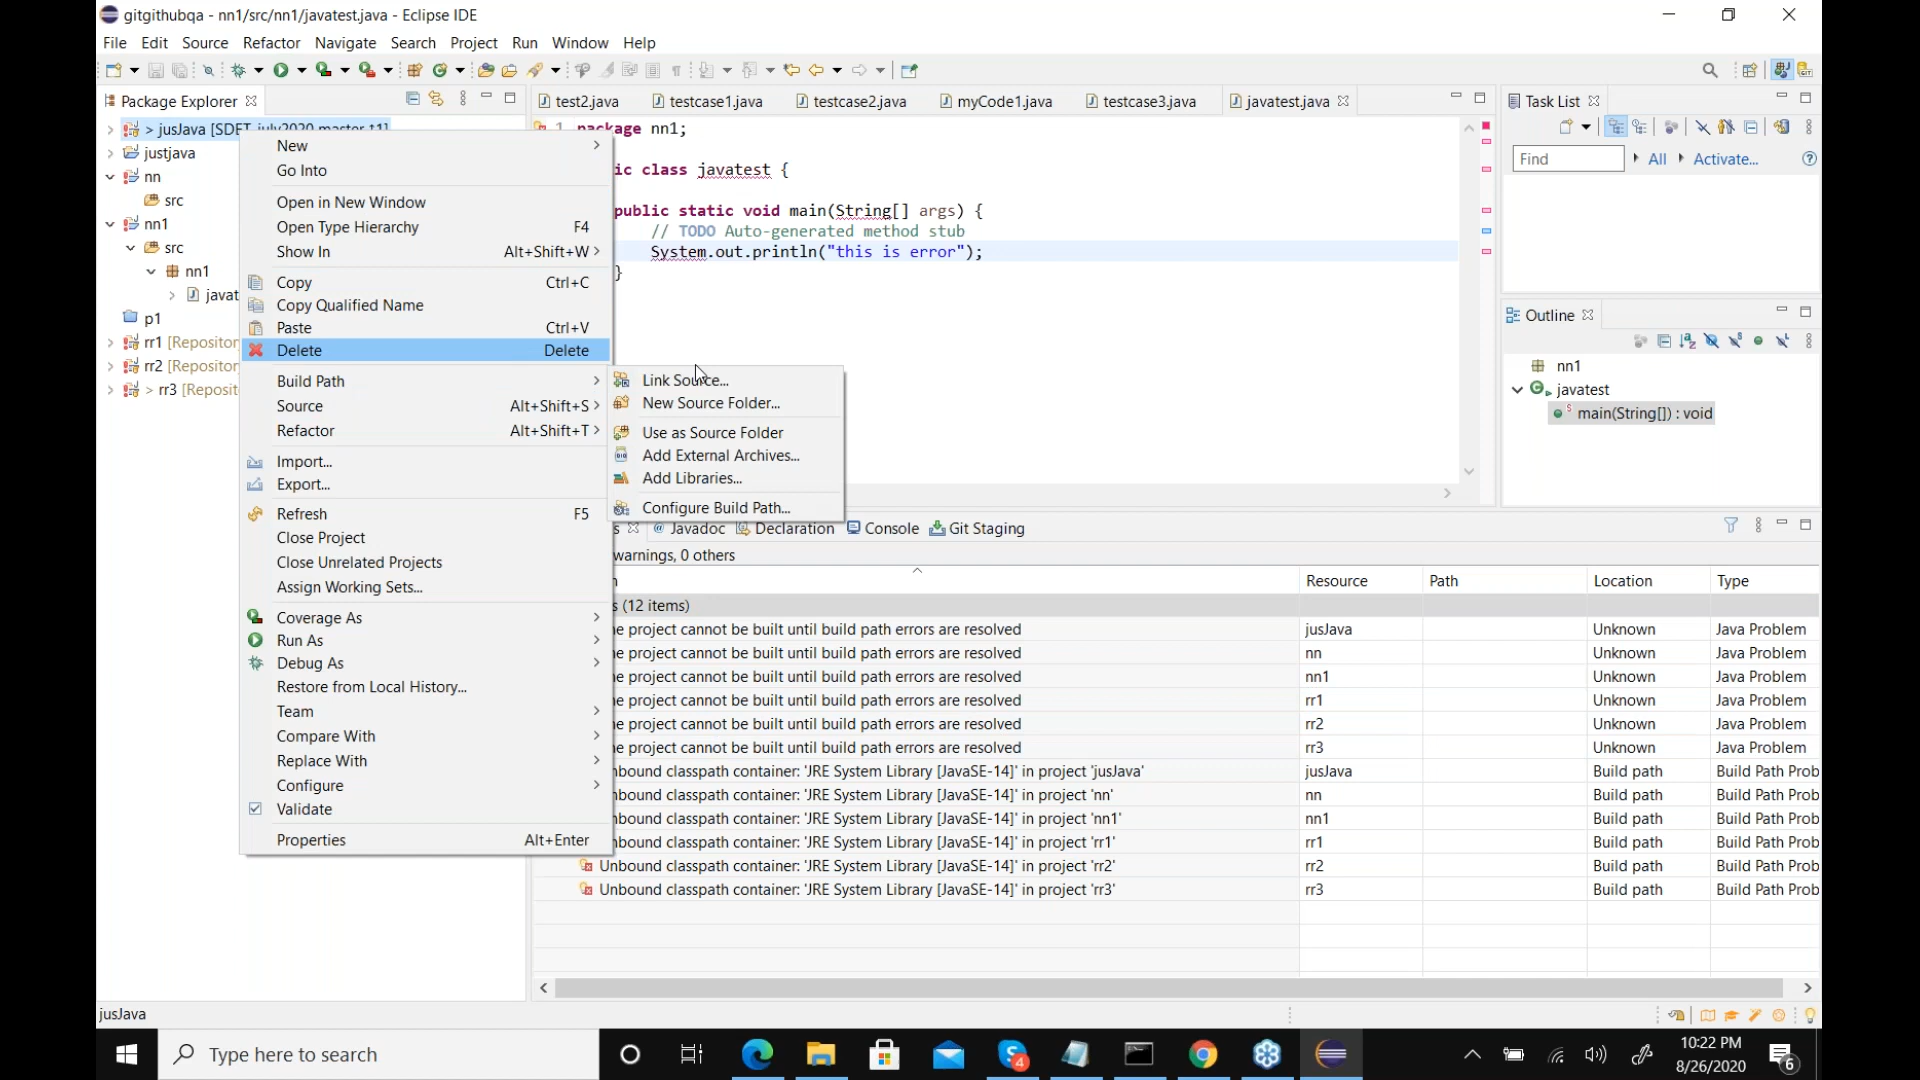 gitgithubqa - nn1/src/nn1/javatest.java - Eclipse IDE
File Edit Source Refactor Navigate Search Project Run Window Help
Package Explorer
> jusJava [SDET july2020 master ↑1]
justjava
nn
src
nn1
src
nn1
javat
p1
rr1 [Repositor
rr2 [Repositor
> rr3 [Reposit
New
Go Into
Open in New Window
Open Type Hierarchy F4
Show In Alt+Shift+W >
Copy Ctrl+C
Copy Qualified Name
Paste Ctrl+V
Delete Delete
Build Path
Source Alt+Shift+S >
Refactor Alt+Shift+T >
Import...
Export...
Refresh F5
Close Project
Close Unrelated Projects
Assign Working Sets...
Coverage As
Run As
Debug As
Restore from Local History...
Team
Compare With
Replace With
Configure
Validate
Properties Alt+Enter
Link Source...
New Source Folder...
Use as Source Folder
Add External Archives...
Add Libraries...
Configure Build Path...
test2.java testcase1.java testcase2.java myCode1.java testcase3.java javatest.java
1 package nn1;
ic class javatest {
public static void main(String[] args) {
// TODO Auto-generated method stub
System.out.println("this is error");
}
Task List
Find All Activate...
Outline
nn1
javatest
main(String[]) : void
s @ Javadoc Declaration Console Git Staging
warnings, 0 others
n Resource Path Location Type
s (12 items)
e project cannot be built until build path errors are resolved jusJava Unknown Java Problem
e project cannot be built until build path errors are resolved nn Unknown Java Problem
e project cannot be built until build path errors are resolved nn1 Unknown Java Problem
e project cannot be built until build path errors are resolved rr1 Unknown Java Problem
e project cannot be built until build path errors are resolved rr2 Unknown Java Problem
e project cannot be built until build path errors are resolved rr3 Unknown Java Problem
nbound classpath container: 'JRE System Library [JavaSE-14]' in project 'jusJava' jusJava Build path Build Path Prob
nbound classpath container: 'JRE System Library [JavaSE-14]' in project 'nn' nn Build path Build Path Prob
nbound classpath container: 'JRE System Library [JavaSE-14]' in project 'nn1' nn1 Build path Build Path Prob
nbound classpath container: 'JRE System Library [JavaSE-14]' in project 'rr1' rr1 Build path Build Path Prob
Unbound classpath container: 'JRE System Library [JavaSE-14]' in project 'rr2' rr2 Build path Build Path Prob
Unbound classpath container: 'JRE System Library [JavaSE-14]' in project 'rr3' rr3 Build path Build Path Prob
jusJava
Type here to search
4
10:22 PM
8/26/2020
6